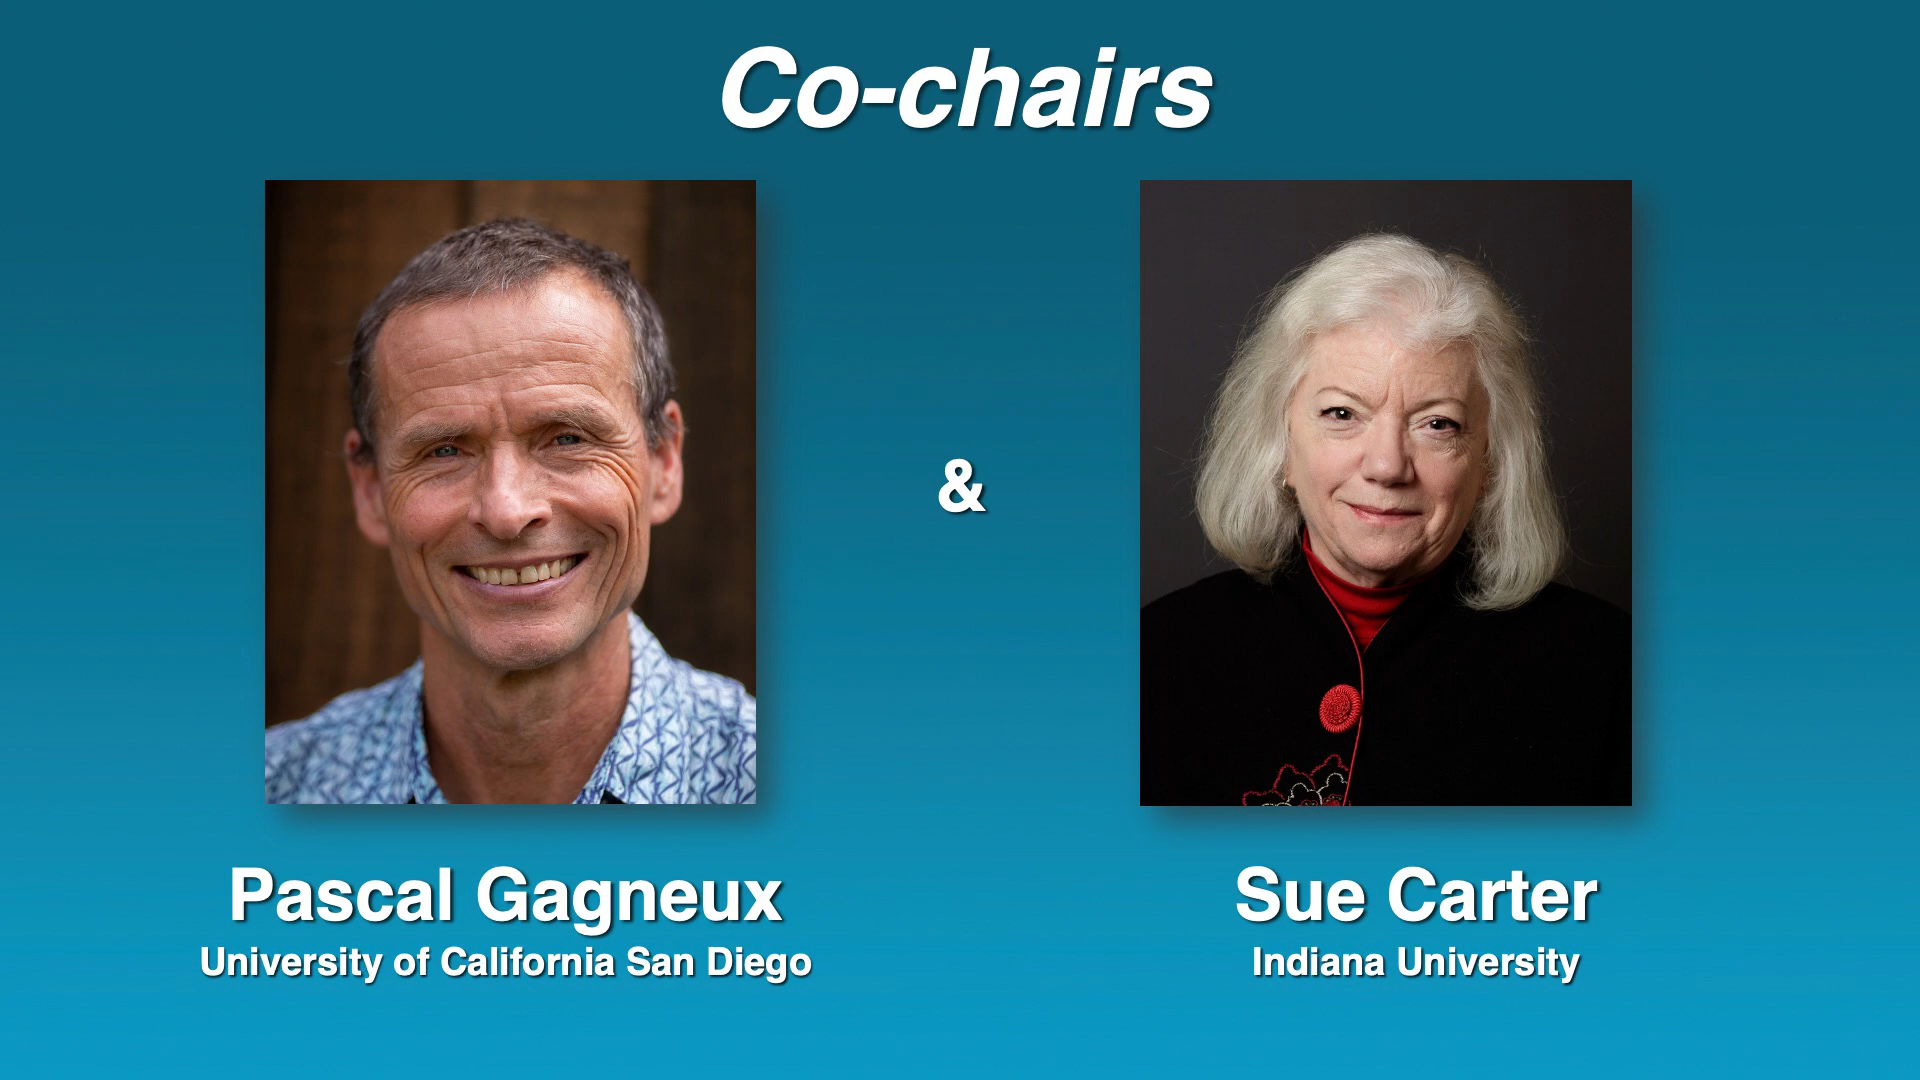 Co-chairs
&
Pascal Gagneux
University of California San Diego
Sue Carter
Indiana University